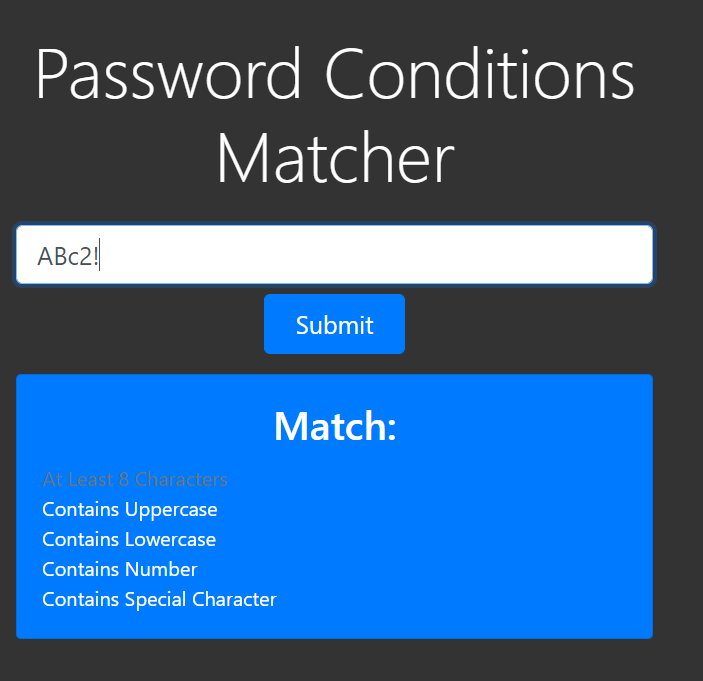 Password Conditions
Matcher
ABc2!
Submit
Match:
At Least 8 Characters
Contains Uppercase
Contains Lowercase
Contains Number
Contains Special Character